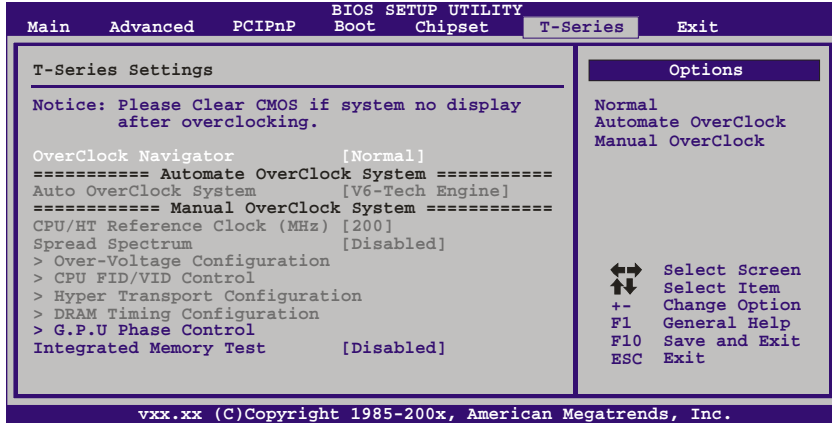 BIOS SETUP UTILITY
Main Advanced PCIPnP Boot Chipset T-Series Exit
T-Series Settings
Notice: Please Clear CMOS if system no display
after overclocking.
OverClock Navigator [Normal]
=========== Automate OverClock System ===========
Auto OverClock System [V6-Tech Engine]
============ Manual OverClock System ============
CPU/HT Reference Clock (MHz) [200]
Spread Spectrum [Disabled]
> Over-Voltage Configuration
> CPU FID/VID Control
> Hyper Transport Configuration
> DRAM Timing Configuration
> G.P.U Phase Control
Integrated Memory Test [Disabled]
Options
Normal
Automate OverClock
Manual OverClock
Select Screen
Select Item
+- Change Option
F1 General Help
F10 Save and Exit
ESC Exit
vxx.xx (C)Copyright 1985-200x, American Megatrends, Inc.